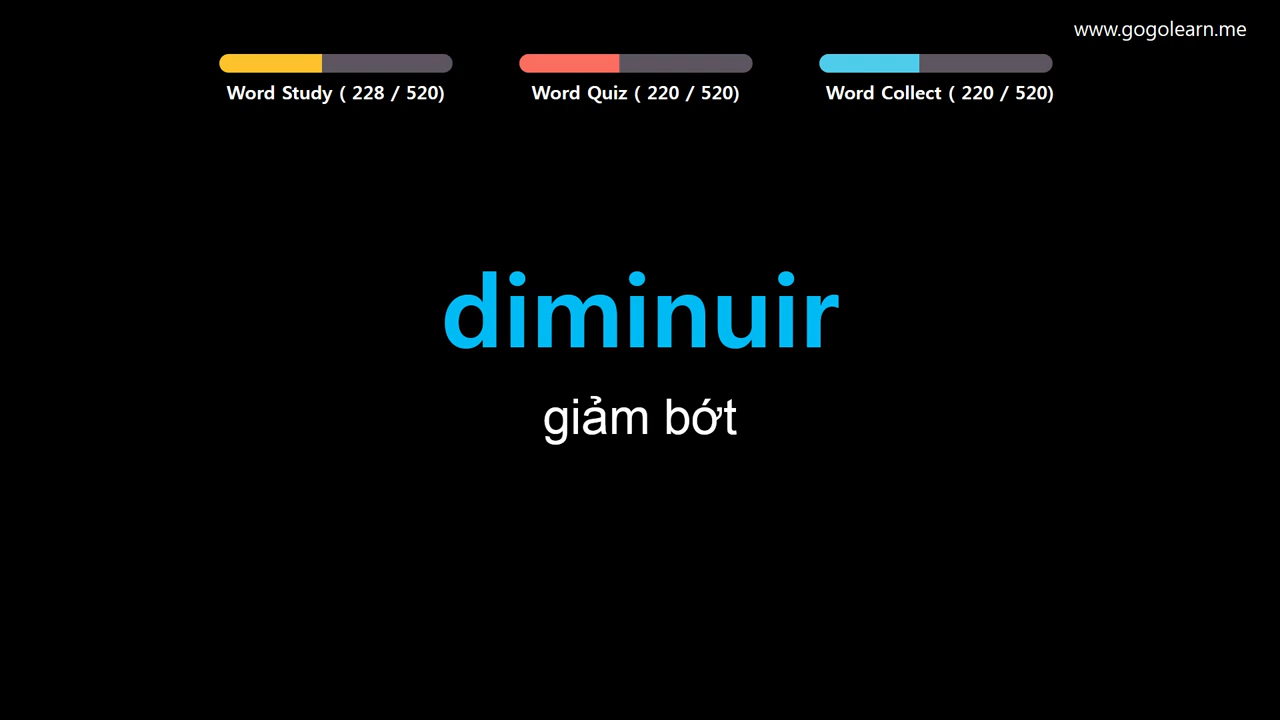 www.gogolearn.me
Word Study ( 228 / 520)
Word Quiz ( 220 / 520)
Word Collect ( 220 / 520)
diminuir
giảm bớt